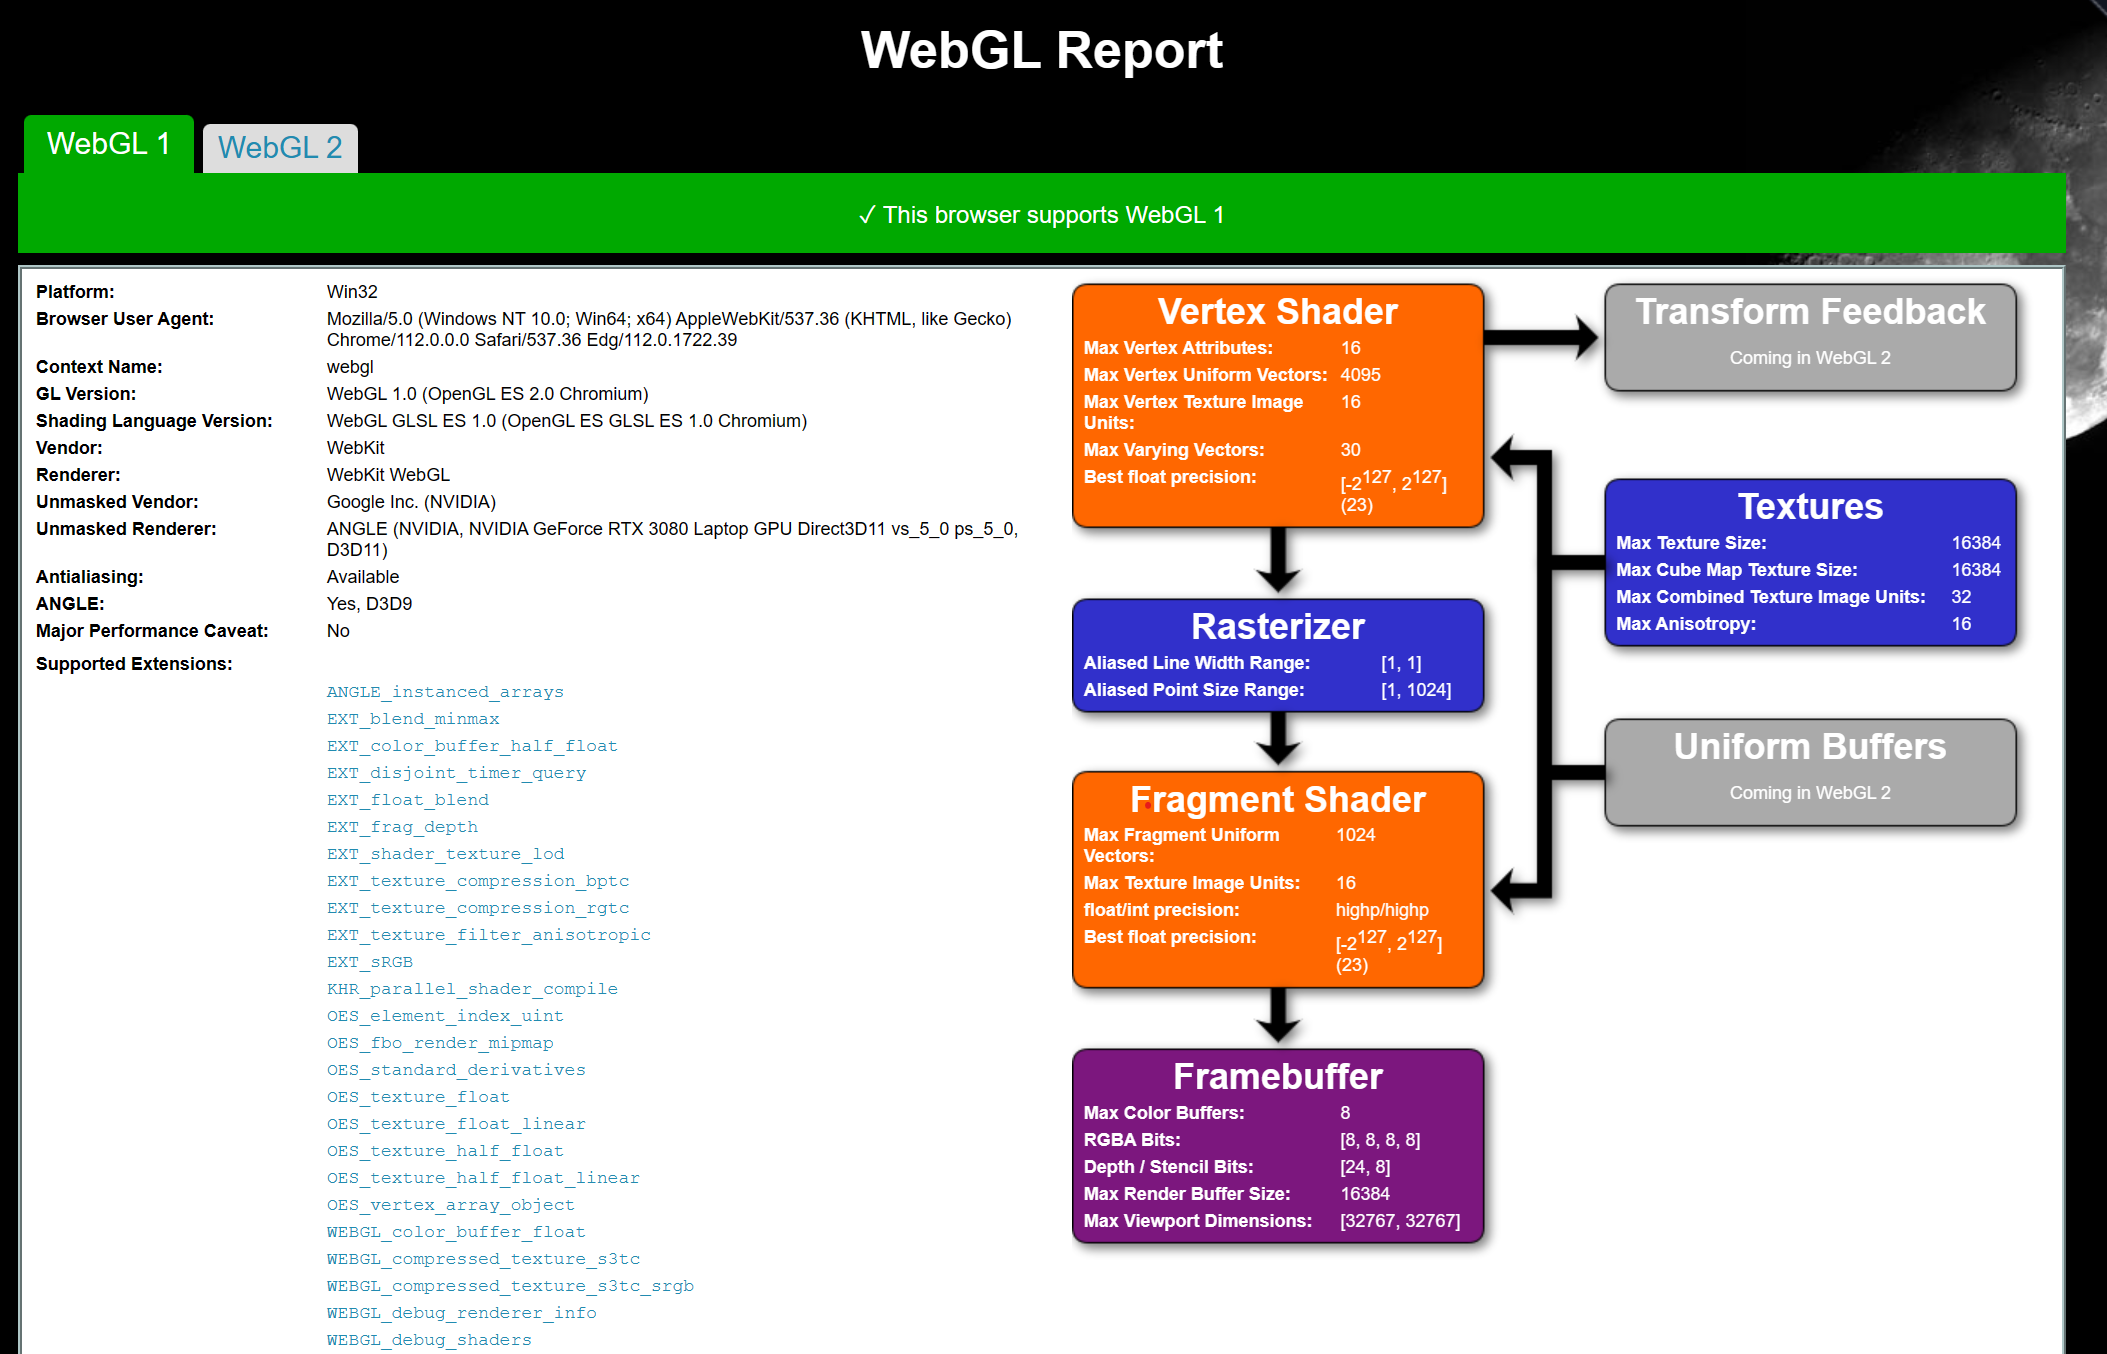 WebGL Report
WebGL 1
WebGL 2
✓ This browser supports WebGL 1
Platform: Win32
Browser User Agent: Mozilla/5.0 (Windows NT 10.0; Win64; x64) AppleWebKit/537.36 (KHTML, like Gecko)
Chrome/112.0.0.0 Safari/537.36 Edg/112.0.1722.39
Context Name: webgl
GL Version: WebGL 1.0 (OpenGL ES 2.0 Chromium)
Shading Language Version: WebGL GLSL ES 1.0 (OpenGL ES GLSL ES 1.0 Chromium)
Vendor: WebKit
Renderer: WebKit WebGL
Unmasked Vendor: Google Inc. (NVIDIA)
Unmasked Renderer: ANGLE (NVIDIA, NVIDIA GeForce RTX 3080 Laptop GPU Direct3D11 vs_5_0 ps_5_0,
D3D11)
Antialiasing: Available
ANGLE: Yes, D3D9
Major Performance Caveat: No
Supported Extensions:
ANGLE_instanced_arrays
EXT_blend_minmax
EXT_color_buffer_half_float
EXT_disjoint_timer_query
EXT_float_blend
EXT_frag_depth
EXT_shader_texture_lod
EXT_texture_compression_bptc
EXT_texture_compression_rgtc
EXT_texture_filter_anisotropic
EXT_sRGB
KHR_parallel_shader_compile
OES_element_index_uint
OES_fbo_render_mipmap
OES_standard_derivatives
OES_texture_float
OES_texture_float_linear
OES_texture_half_float
OES_texture_half_float_linear
OES_vertex_array_object
WEBGL_color_buffer_float
WEBGL_compressed_texture_s3tc
WEBGL_compressed_texture_s3tc_srgb
WEBGL_debug_renderer_info
WEBGL_debug_shaders
Vertex Shader
Max Vertex Attributes: 16
Max Vertex Uniform Vectors: 4095
Max Vertex Texture Image 16
Units:
Max Varying Vectors: 30
Best float precision: [-2^127, 2^127]
(23)
Transform Feedback
Coming in WebGL 2
Textures
Max Texture Size: 16384
Max Cube Map Texture Size: 16384
Max Combined Texture Image Units: 32
Max Anisotropy: 16
Rasterizer
Aliased Line Width Range: [1, 1]
Aliased Point Size Range: [1, 1024]
Uniform Buffers
Coming in WebGL 2
Fragment Shader
Max Fragment Uniform 1024
Vectors:
Max Texture Image Units: 16
float/int precision: highp/highp
Best float precision: [-2^127, 2^127]
(23)
Framebuffer
Max Color Buffers: 8
RGBA Bits: [8, 8, 8, 8]
Depth / Stencil Bits: [24, 8]
Max Render Buffer Size: 16384
Max Viewport Dimensions: [32767, 32767]